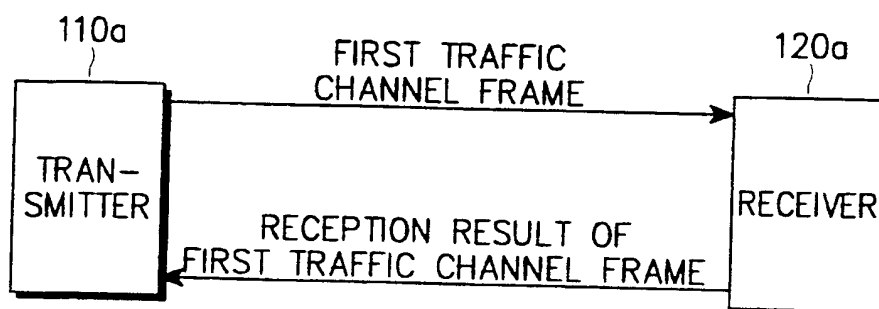 110a
120a
FIRST TRAFFIC
CHANNEL FRAME
TRAN-
SMITTER
RECEIVER
RECEPTION RESULT OF
FIRST TRAFFIC CHANNEL FRAME